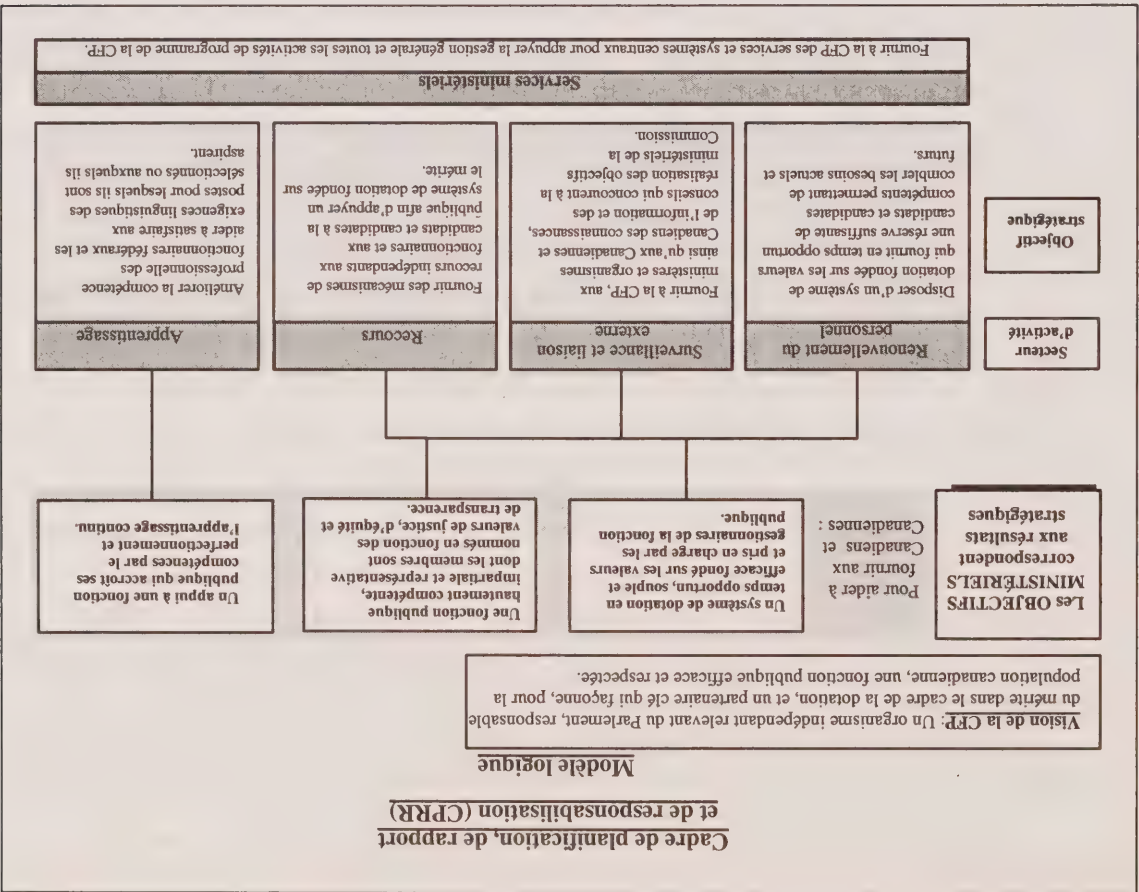 Cadre de planification, de rapport
et de responsabilisation (CPRR)
Modèle logique
Vision de la CFP: Un organisme indépendant relevant du Parlement, responsable
du mérite dans le cadre de la dotation, et un partenaire clé qui façonne, pour la
population canadienne, une fonction publique efficace et respectée.
Les OBJECTIFS
MINISTÉRIELS
correspondent
aux résultats
stratégiques
Pour aider à
fournir aux
Canadiens et
Canadiennes :
Un système de dotation en
temps opportun, souple et
efficace fondé sur les valeurs
et pris en charge par les
gestionnaires de la fonction
publique.
Une fonction publique
hautement compétente,
impartiale et représentative
dont les membres sont
nommés en fonction des
valeurs de justice, d'équité et
de transparence.
Un appui à une fonction
publique qui accroît ses
compétences par le
perfectionnement et
l'apprentissage continu.
Secteur
d'activité
Renouvellement du
personnel
Surveillance et liaison
externe
Recours
Apprentissage
Objectif
stratégique
Disposer d'un système de
dotation fondé sur les valeurs
qui fournit en temps opportun
une réserve suffisante de
candidats et candidates
compétents permettant de
combler les besoins actuels et
futurs.
Fournir à la CFP, aux
ministères et organismes
ainsi qu'aux Canadiennes et
Canadiens des connaissances,
de l'information et des
conseils qui concourent à la
réalisation des objectifs
ministériels de la
Commission.
Fournir des mécanismes de
recours indépendants aux
fonctionnaires et aux
candidats et candidates à la
publique afin d'appuyer un
système de dotation fondée sur
le mérite.
Améliorer la compétence
professionnelle des
fonctionnaires fédéraux et les
aider à satisfaire aux
exigences linguistiques des
postes pour lesquels ils sont
sélectionnés ou auxquels ils
aspirent.
Services ministériels
Fournir à la CFP des services et systèmes centraux pour appuyer la gestion générale et toutes les activités de programme de la CFP.